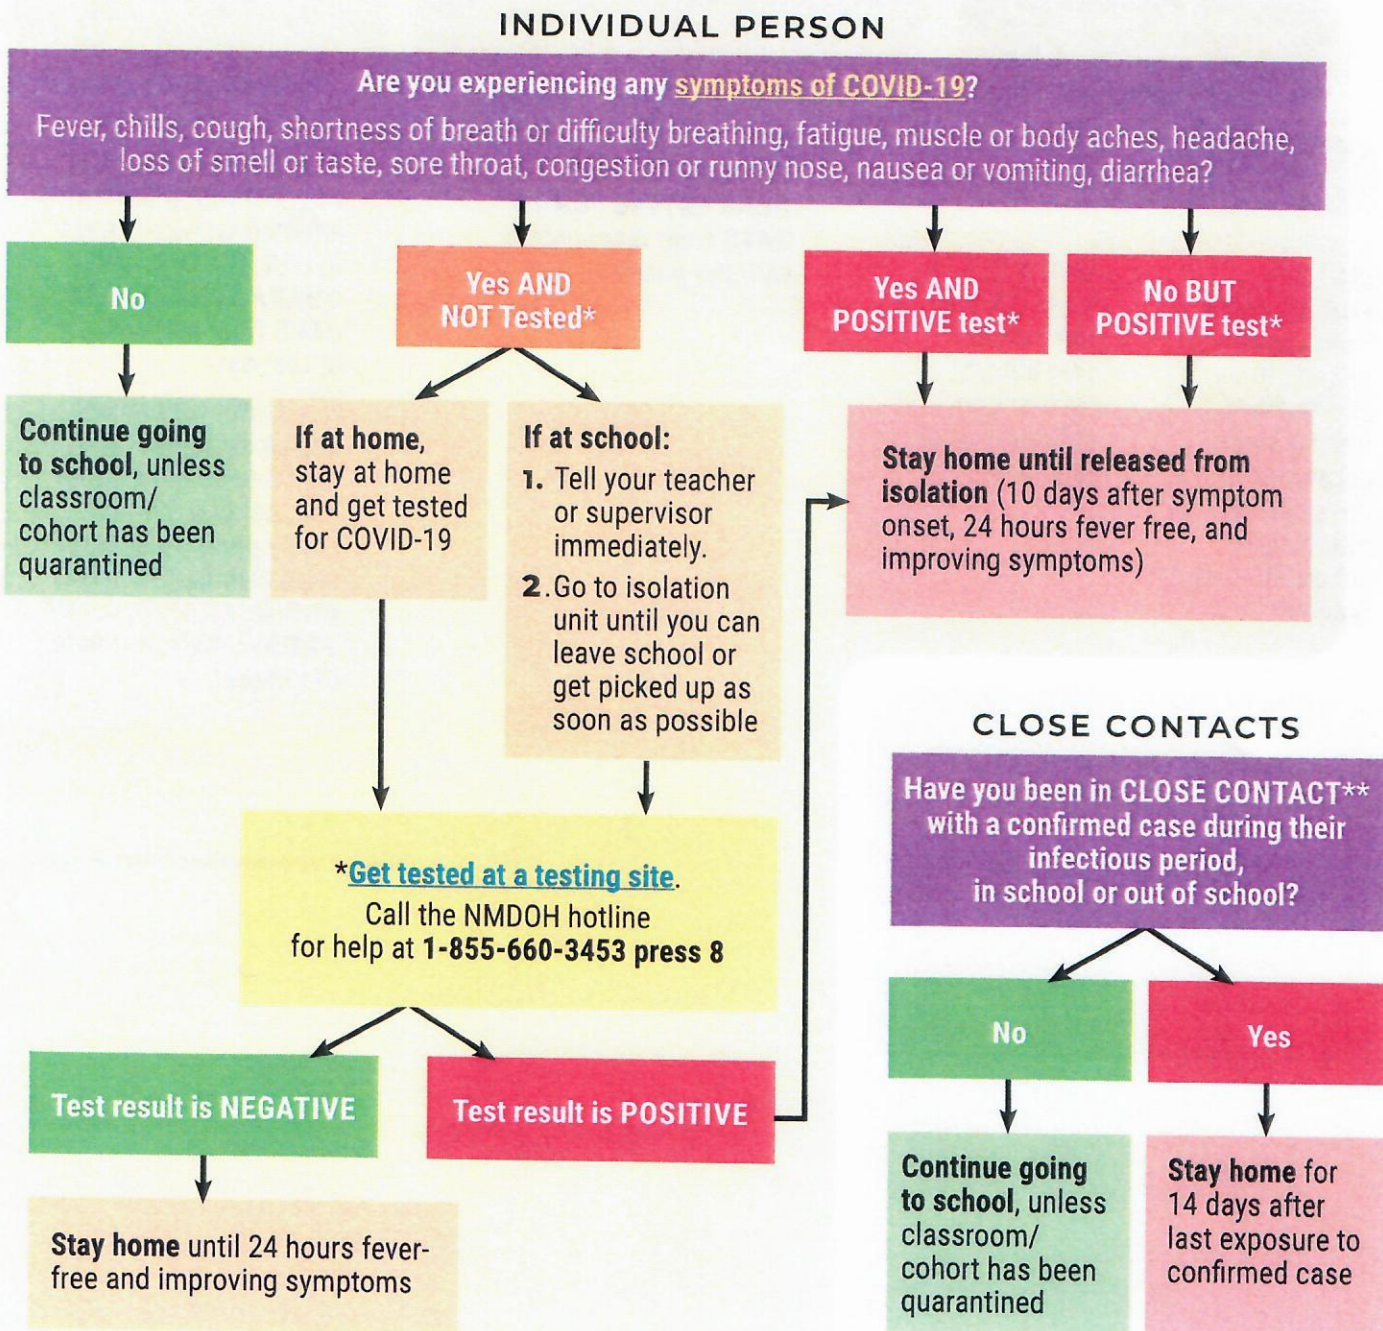 INDIVIDUAL PERSON
Are you experiencing any symptoms of COVID-19?
Fever, chills, cough, shortness of breath or difficulty breathing, fatigue, muscle or body aches, headache,
loss of smell or taste, sore throat, congestion or runny nose, nausea or vomiting, diarrhea?
No
Yes AND
NOT Tested*
Yes AND
POSITIVE test*
No BUT
POSITIVE test*
Continue going
to school, unless
classroom/
cohort has been
quarantined
If at home,
stay at home
and get tested
for COVID-19
If at school:
1. Tell your teacher
or supervisor
immediately.
2. Go to isolation
unit until you can
leave school or
get picked up as
soon as possible
Stay home until released from
isolation (10 days after symptom
onset, 24 hours fever free, and
improving symptoms)
*Get tested at a testing site.
Call the NMDOH hotline
for help at 1-855-660-3453 press 8
Test result is NEGATIVE
Test result is POSITIVE
Stay home until 24 hours fever-
free and improving symptoms
CLOSE CONTACTS
Have you been in CLOSE CONTACT**
with a confirmed case during their
infectious period,
in school or out of school?
No
Yes
Continue going
to school, unless
classroom/
cohort has been
quarantined
Stay home for
14 days after
last exposure to
confirmed case